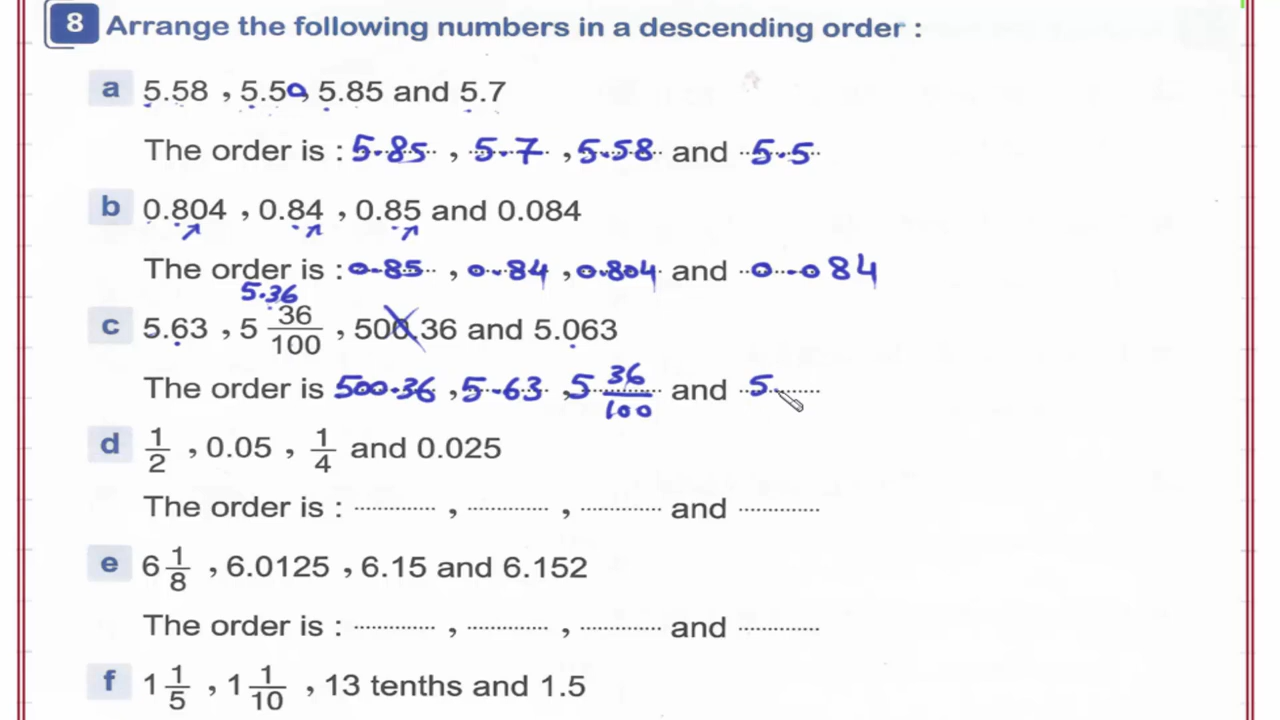 8 Arrange the following numbers in a descending order :
a 5.58 , 5.50, 5.85 and 5.7
The order is : 5.85 , 5.7 , 5.58 and 5.5
b 0.804 , 0.84 , 0.85 and 0.084
The order is : 0.85 , 0.84 , 0.804 and 0.084
5.36
c 5.63 , 5 36/100 , 500.36 and 5.063
The order is 500.36 , 5.63 , 5 36/100 and 5.
d 1/2 , 0.05 , 1/4 and 0.025
The order is : ............ , ............ , ............ and ............
e 6 1/8 , 6.0125 , 6.15 and 6.152
The order is : ............ , ............ , ............ and ............
f 1 1/5 , 1 1/10 , 13 tenths and 1.5